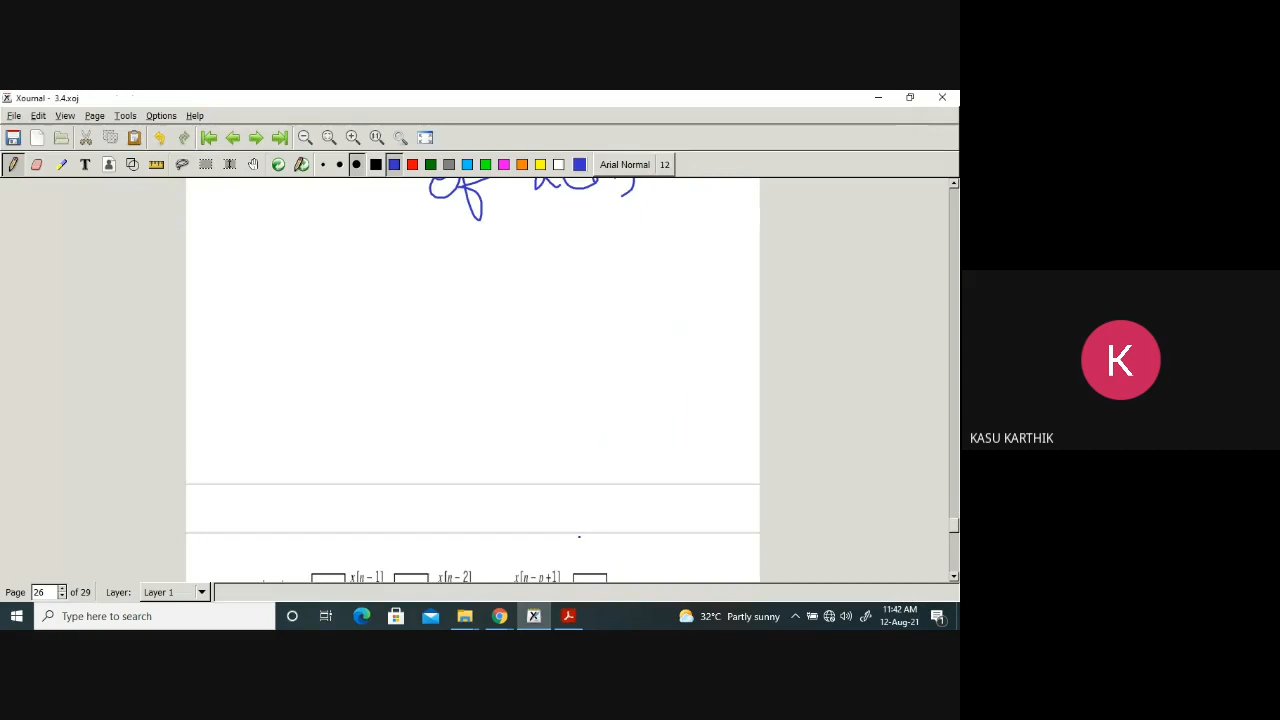 Xournal - 3.4.xoj
File Edit View Page Tools Options Help
T Arial Normal 12
of
x[n-1] x[n-2] x[n-p+1]
Page 26 of 29 Layer: Layer 1
Type here to search
32°C Partly sunny
11:42 AM
12-Aug-21
1
K
KASU KARTHIK